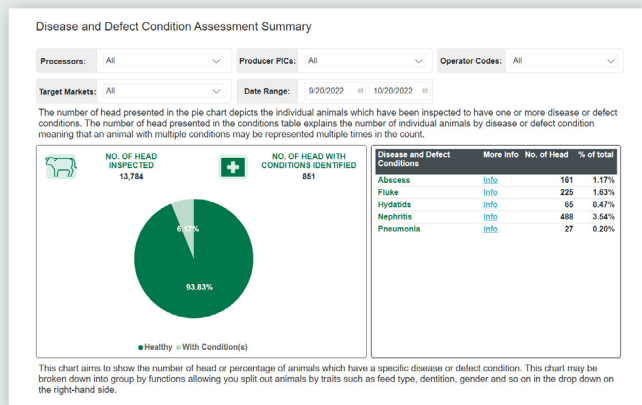 Disease and Defect Condition Assessment Summary
Processors: All Producer PICs: All Operator Codes: All
Target Markets: All Date Range: 9/20/2022 10/20/2022
The number of head presented in the pie chart depicts the individual animals which have been inspected to have one or more disease or defect
conditions. The number of head presented in the conditions table explains the number of individual animals by disease or defect condition
meaning that an animal with multiple conditions may be represented multiple times in the count.
NO. OF HEAD
INSPECTED
13,784
NO. OF HEAD WITH
CONDITIONS IDENTIFIED
851
6.17%
93.83%
Healthy With Condition(s)
Disease and Defect
Conditions More Info No. of Head % of total
Abscess Info 161 1.17%
Fluke Info 225 1.63%
Hydatids Info 65 0.47%
Nephritis Info 488 3.54%
Pneumonia Info 27 0.20%
This chart aims to show the number of head or percentage of animals which have a specific disease or defect condition. This chart may be
broken down into group by functions allowing you split out animals by traits such as feed type, dentition, gender and so on in the drop down on
the right-hand side.